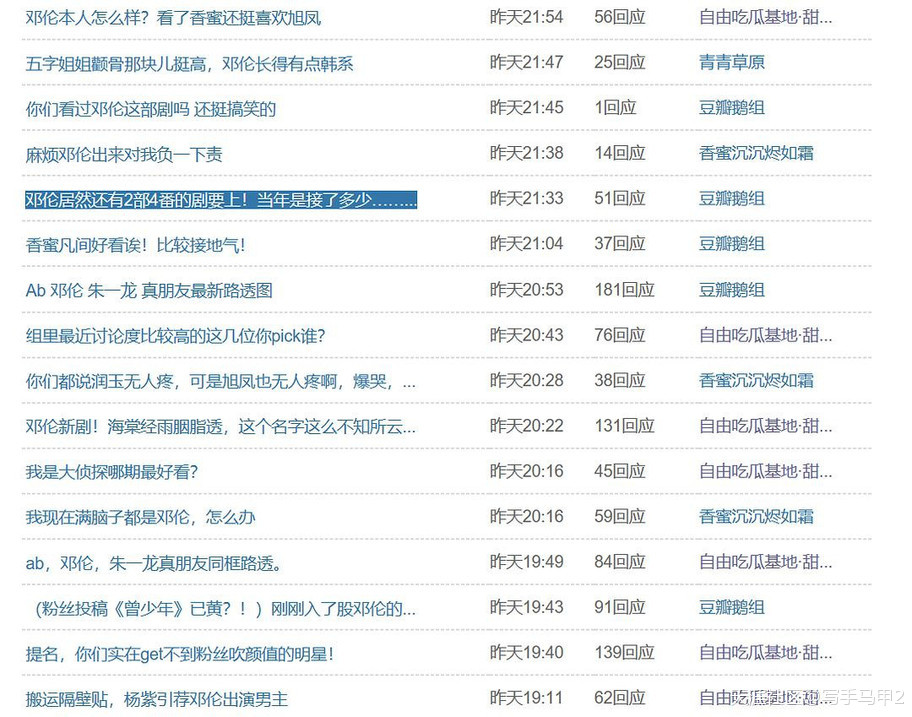 邓伦本人怎么样？看了香蜜还挺喜欢旭凤 昨天21:54 56回应 自由吃瓜基地·甜...
五字姐姐颧骨那块儿挺高，邓伦长得有点韩系 昨天21:47 25回应 青青草原
你们看过邓伦这部剧吗 还挺搞笑的 昨天21:45 1回应 豆瓣鹅组
麻烦邓伦出来对我负一下责 昨天21:38 14回应 香蜜沉沉烬如霜
邓伦居然还有2部4番的剧要上！当年是接了多少……... 昨天21:33 51回应 豆瓣鹅组
香蜜凡间好看诶！比较接地气！ 昨天21:04 37回应 豆瓣鹅组
Ab 邓伦 朱一龙 真朋友最新路透图 昨天20:53 181回应 豆瓣鹅组
组里最近讨论度比较高的这几位你pick谁？ 昨天20:43 76回应 自由吃瓜基地·甜...
你们都说润玉无人疼，可是旭凤也无人疼啊，爆哭，... 昨天20:28 38回应 香蜜沉沉烬如霜
邓伦新剧！海棠经雨胭脂透，这个名字这么不知所云... 昨天20:22 131回应 自由吃瓜基地·甜...
我是大侦探哪期最好看？ 昨天20:16 45回应 自由吃瓜基地·甜...
我现在满脑子都是邓伦，怎么办 昨天20:16 59回应 香蜜沉沉烬如霜
ab，邓伦，朱一龙真朋友同框路透。 昨天19:49 84回应 自由吃瓜基地·甜...
（粉丝投稿《曾少年》已黄？！）刚刚入了股邓伦的... 昨天19:43 91回应 豆瓣鹅组
提名，你们实在get不到粉丝吹颜值的明星！ 昨天19:40 139回应 自由吃瓜基地·甜...
搬运隔壁贴，杨紫引荐邓伦出演男主 昨天19:11 62回应 自由吃瓜基地·甜...
写手马甲2